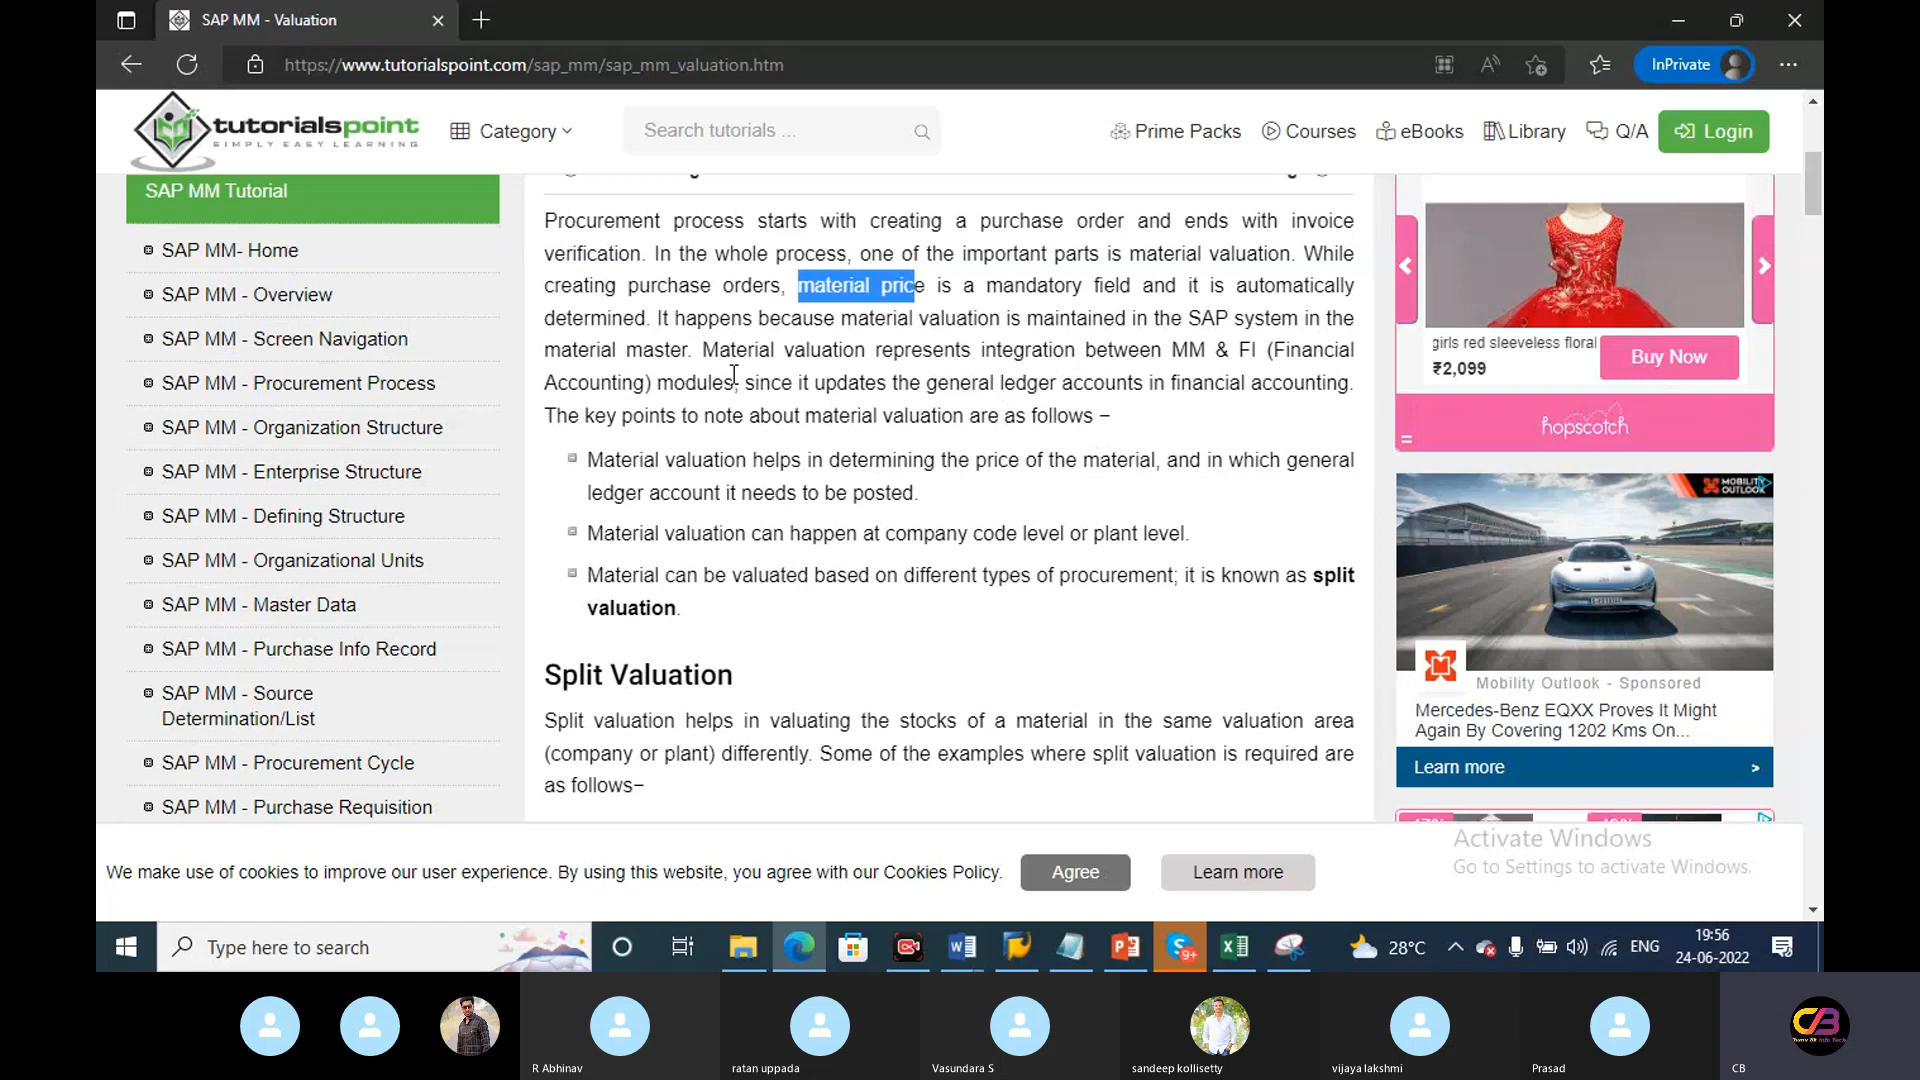 SAP MM - Valuation
https://www.tutorialspoint.com/sap_mm/sap_mm_valuation.htm
InPrivate
tutorialspoint
SIMPLY EASY LEARNING
Category
Search tutorials ...
Prime Packs
Courses
eBooks
Library
Q/A
Login
SAP MM Tutorial
SAP MM- Home
SAP MM - Overview
SAP MM - Screen Navigation
SAP MM - Procurement Process
SAP MM - Organization Structure
SAP MM - Enterprise Structure
SAP MM - Defining Structure
SAP MM - Organizational Units
SAP MM - Master Data
SAP MM - Purchase Info Record
SAP MM - Source
Determination/List
SAP MM - Procurement Cycle
SAP MM - Purchase Requisition
Procurement process starts with creating a purchase order and ends with invoice
verification. In the whole process, one of the important parts is material valuation. While
creating purchase orders, material price is a mandatory field and it is automatically
determined. It happens because material valuation is maintained in the SAP system in the
material master. Material valuation represents integration between MM & FI (Financial
Accounting) modules, since it updates the general ledger accounts in financial accounting.
The key points to note about material valuation are as follows −
Material valuation helps in determining the price of the material, and in which general
ledger account it needs to be posted.
Material valuation can happen at company code level or plant level.
Material can be valuated based on different types of procurement; it is known as split
valuation.
Split Valuation
Split valuation helps in valuating the stocks of a material in the same valuation area
(company or plant) differently. Some of the examples where split valuation is required are
as follows−
girls red sleeveless floral
₹2,099
Buy Now
hopscotch
MOBILITY
OUTLOOK
Mobility Outlook - Sponsored
Mercedes-Benz EQXX Proves It Might
Again By Covering 1202 Kms On...
Learn more >
Activate Windows
Go to Settings to activate Windows.
We make use of cookies to improve our user experience. By using this website, you agree with our Cookies Policy.
Agree
Learn more
Type here to search
9+
28°C
ENG
19:56
24-06-2022
R Abhinav
ratan uppada
Vasundara S
sandeep kollisetty
vijaya lakshmi
Prasad
CB